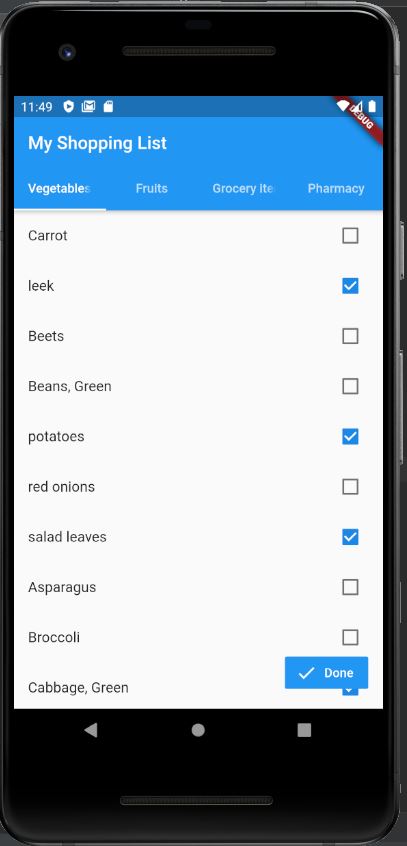 11:49
DEBUG
My Shopping List
Vegetables Fruits Grocery ite Pharmacy
Carrot
leek
Beets
Beans, Green
potatoes
red onions
salad leaves
Asparagus
Broccoli
Done
Cabbage, Green